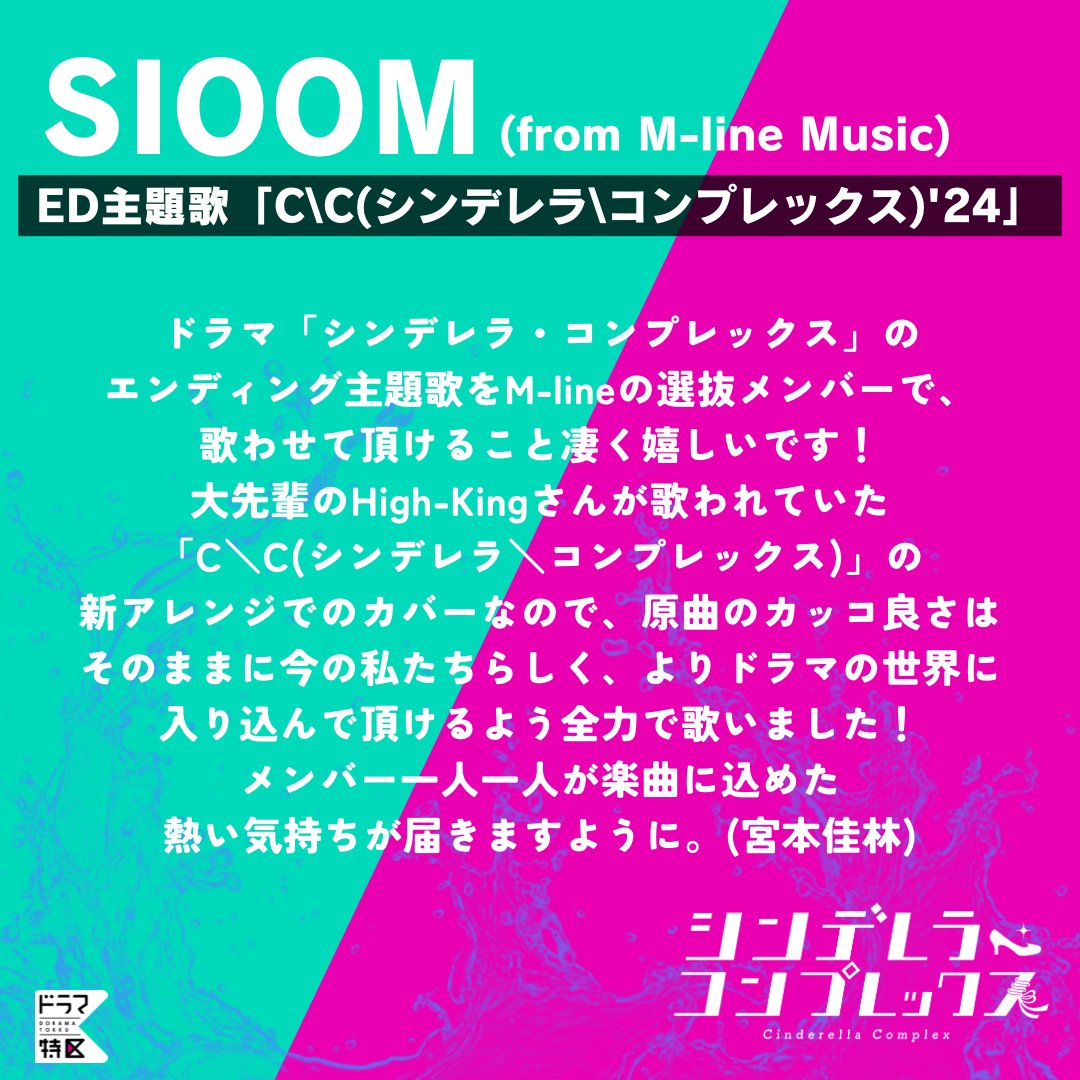 SIOOM (from M-line Music)
ED主題歌「C\C(シンデレラ\コンプレックス)'24」
ドラマ「シンデレラ・コンプレックス」の
エンディング主題歌をM-lineの選抜メンバーで、
歌わせて頂けること凄く嬉しいです！
大先輩のHigh-Kingさんが歌われていた
「C＼C(シンデレラ＼コンプレックス)」の
新アレンジでのカバーなので、原曲のカッコ良さは
そのままに今の私たちらしく、よりドラマの世界に
入り込んで頂けるよう全力で歌いました！
メンバー一人一人が楽曲に込めた
熱い気持ちが届きますように。(宮本佳林)
シンデレラ
コンプレックス
Cinderella Complex
ドラマ
DORAMA
TOKKU
特区